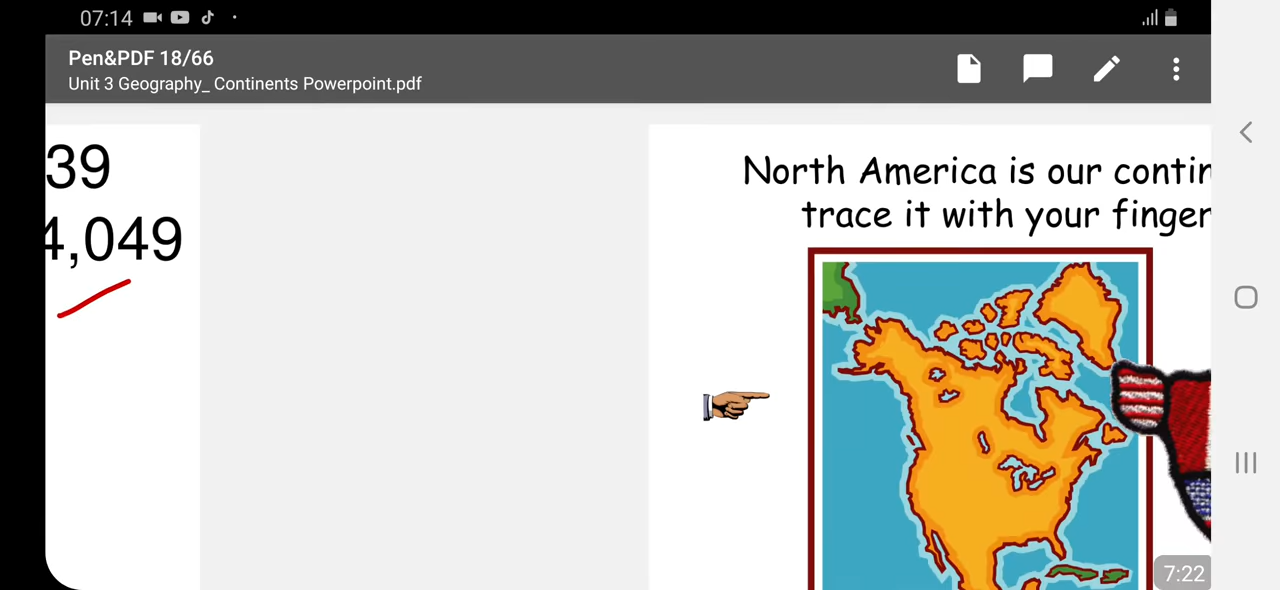 07:14
Pen&PDF 18/66
Unit 3 Geography_ Continents Powerpoint.pdf
39
4,049
North America is our contin
trace it with your finger
7:22